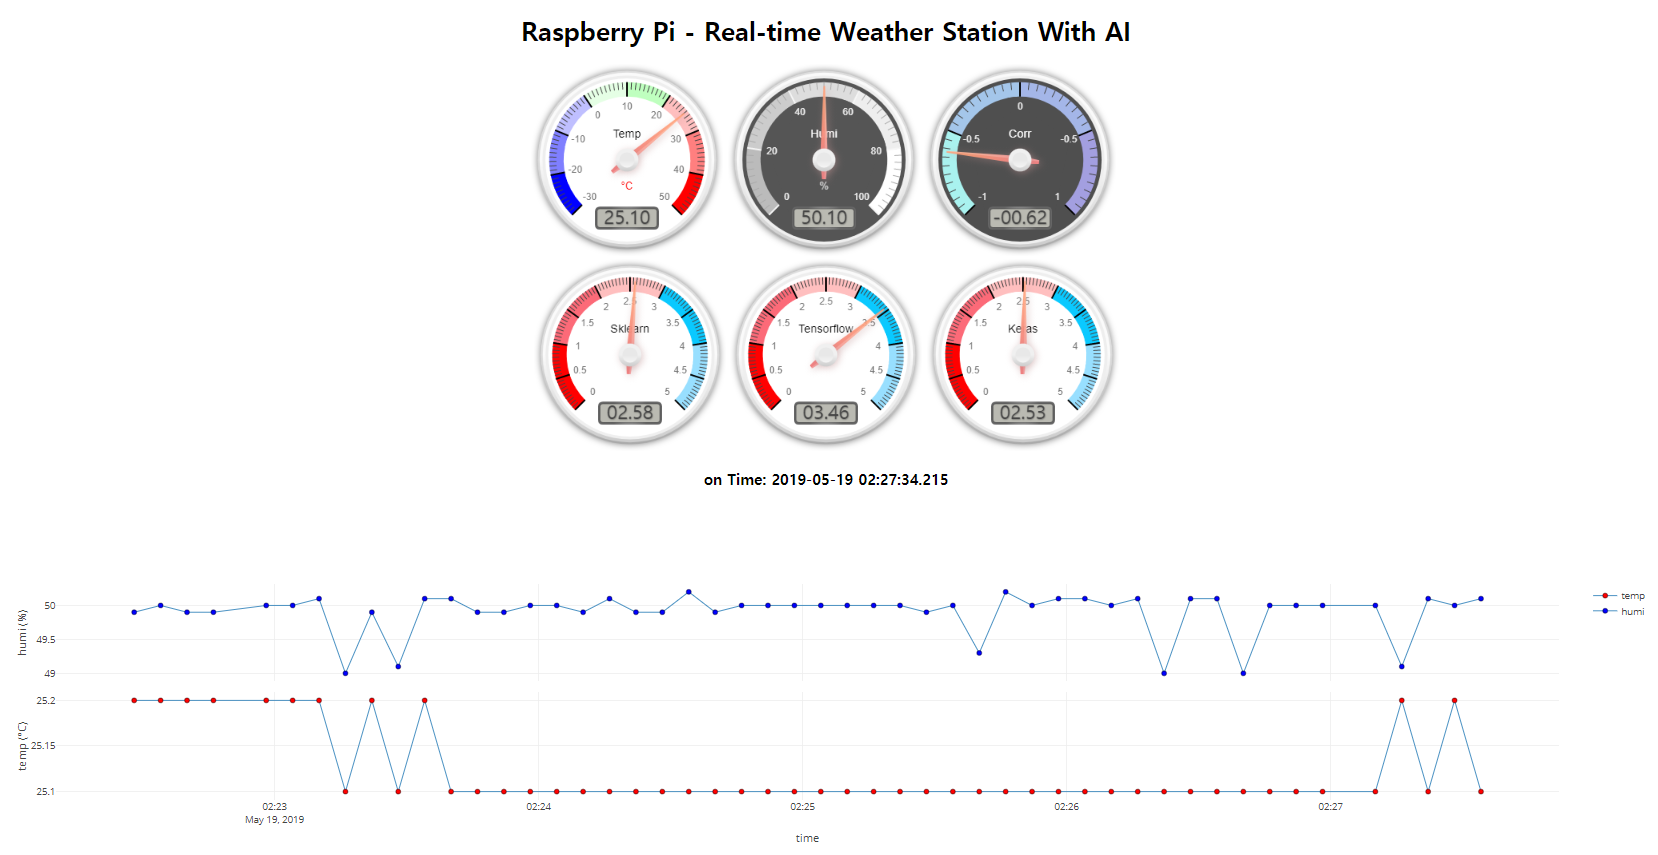 Raspberry Pi - Real-time Weather Station With AI
-30 -20 -10 0 10 20 30 40 50
Temp
°C
25.10
0 20 40 60 80 100
Humi
%
50.10
-1 -0.5 0 -0.5 1
Corr
-00.62
0 0.5 1 1.5 2 2.5 3 3.5 4 4.5 5
Sklearn
02.58
0 0.5 1 1.5 2 2.5 3 3.5 4 4.5 5
Tensorflow
03.46
0 0.5 1 1.5 2 2.5 3 3.5 4 4.5 5
Keras
02.53
on Time: 2019-05-19 02:27:34.215
humi (%)
50
49.5
49
temp
humi
temp (°C)
25.2
25.15
25.1
02:23 02:24 02:25 02:26 02:27
May 19, 2019
time